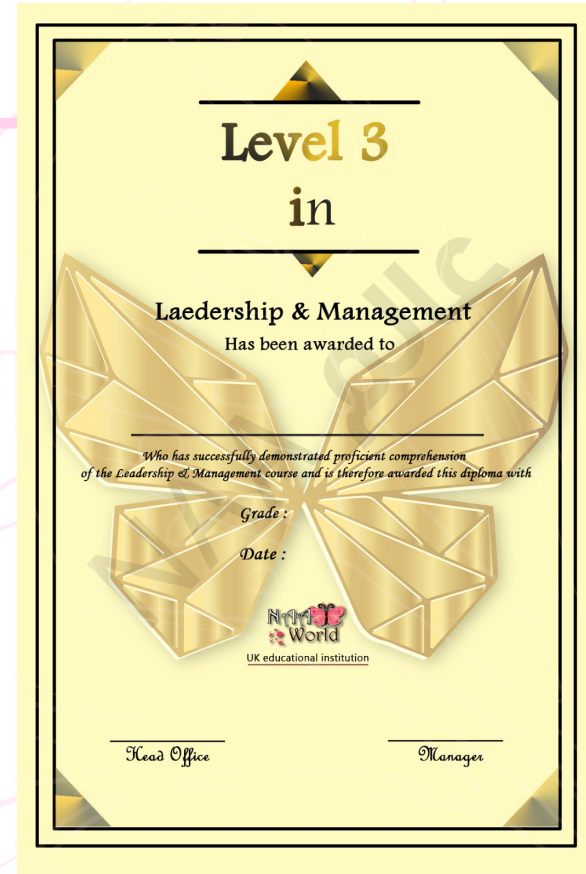 Level 3
in
Laedership & Management
Has been awarded to
Who has successfully demonstrated proficient comprehension
of the Leadership & Management course and is therefore awarded this diploma with
Grade :
Date :
NAA
World
UK educational institution
Head Office
Manager